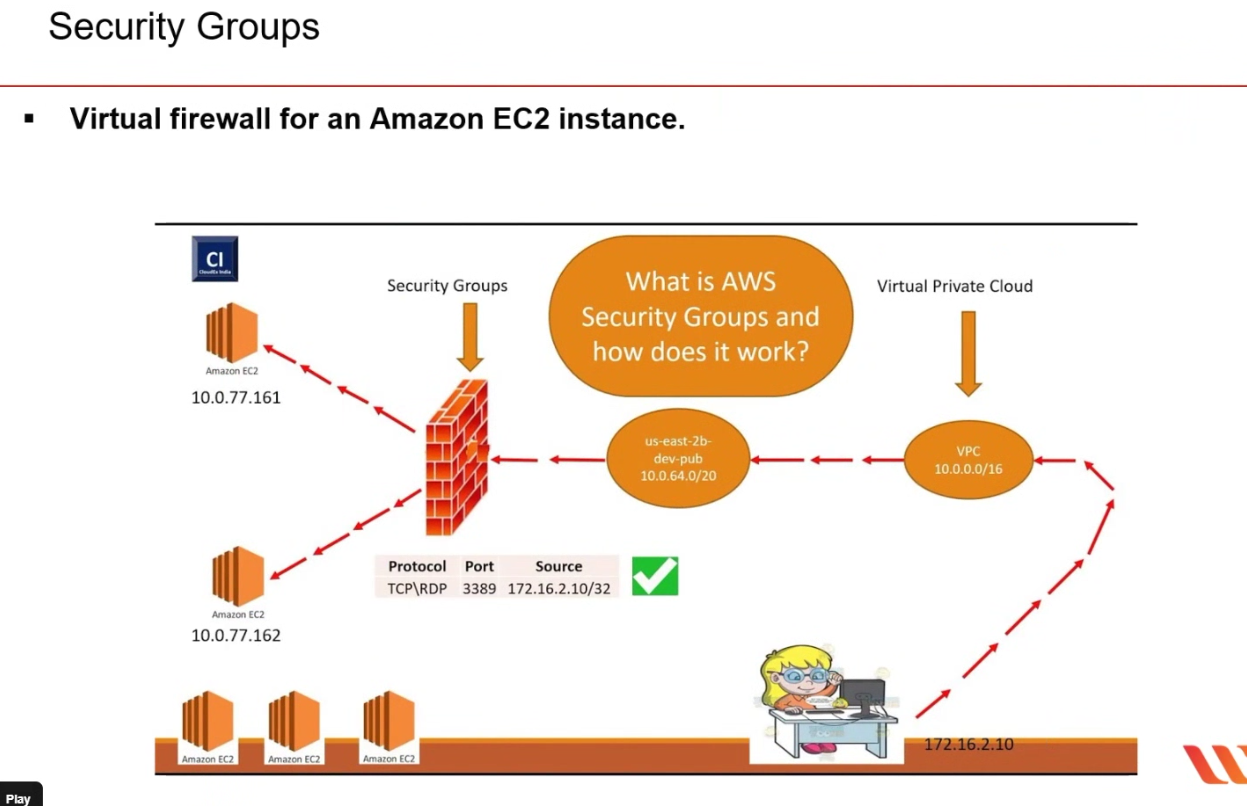 Security Groups
▪ Virtual firewall for an Amazon EC2 instance.
CI
Security Groups
What is AWS
Security Groups and
how does it work?
Virtual Private Cloud
Amazon EC2
10.0.77.161
us-east-2b-
dev-pub
10.0.64.0/20
VPC
10.0.0.0/16
Protocol Port Source
TCP\RDP 3389 172.16.2.10/32
Amazon EC2
10.0.77.162
Amazon EC2
Amazon EC2
Amazon EC2
172.16.2.10
Play